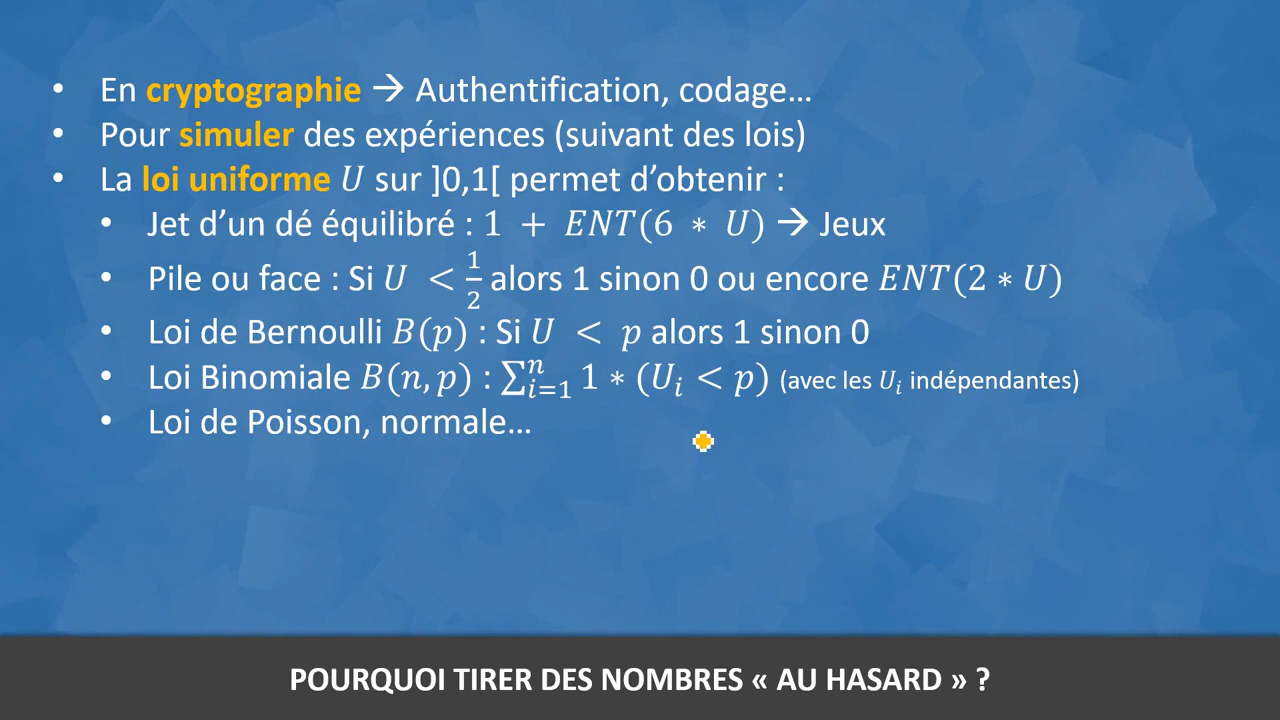 • En cryptographie → Authentification, codage…
• Pour simuler des expériences (suivant des lois)
• La loi uniforme U sur ]0,1[ permet d’obtenir :
• Jet d’un dé équilibré : 1 + ENT(6 * U) → Jeux
• Pile ou face : Si U < 1/2 alors 1 sinon 0 ou encore ENT(2 * U)
• Loi de Bernoulli B(p) : Si U < p alors 1 sinon 0
• Loi Binomiale B(n, p) : ∑ⁿᵢ₌₁ 1 * (Uᵢ < p) (avec les Uᵢ indépendantes)
• Loi de Poisson, normale…
POURQUOI TIRER DES NOMBRES « AU HASARD » ?